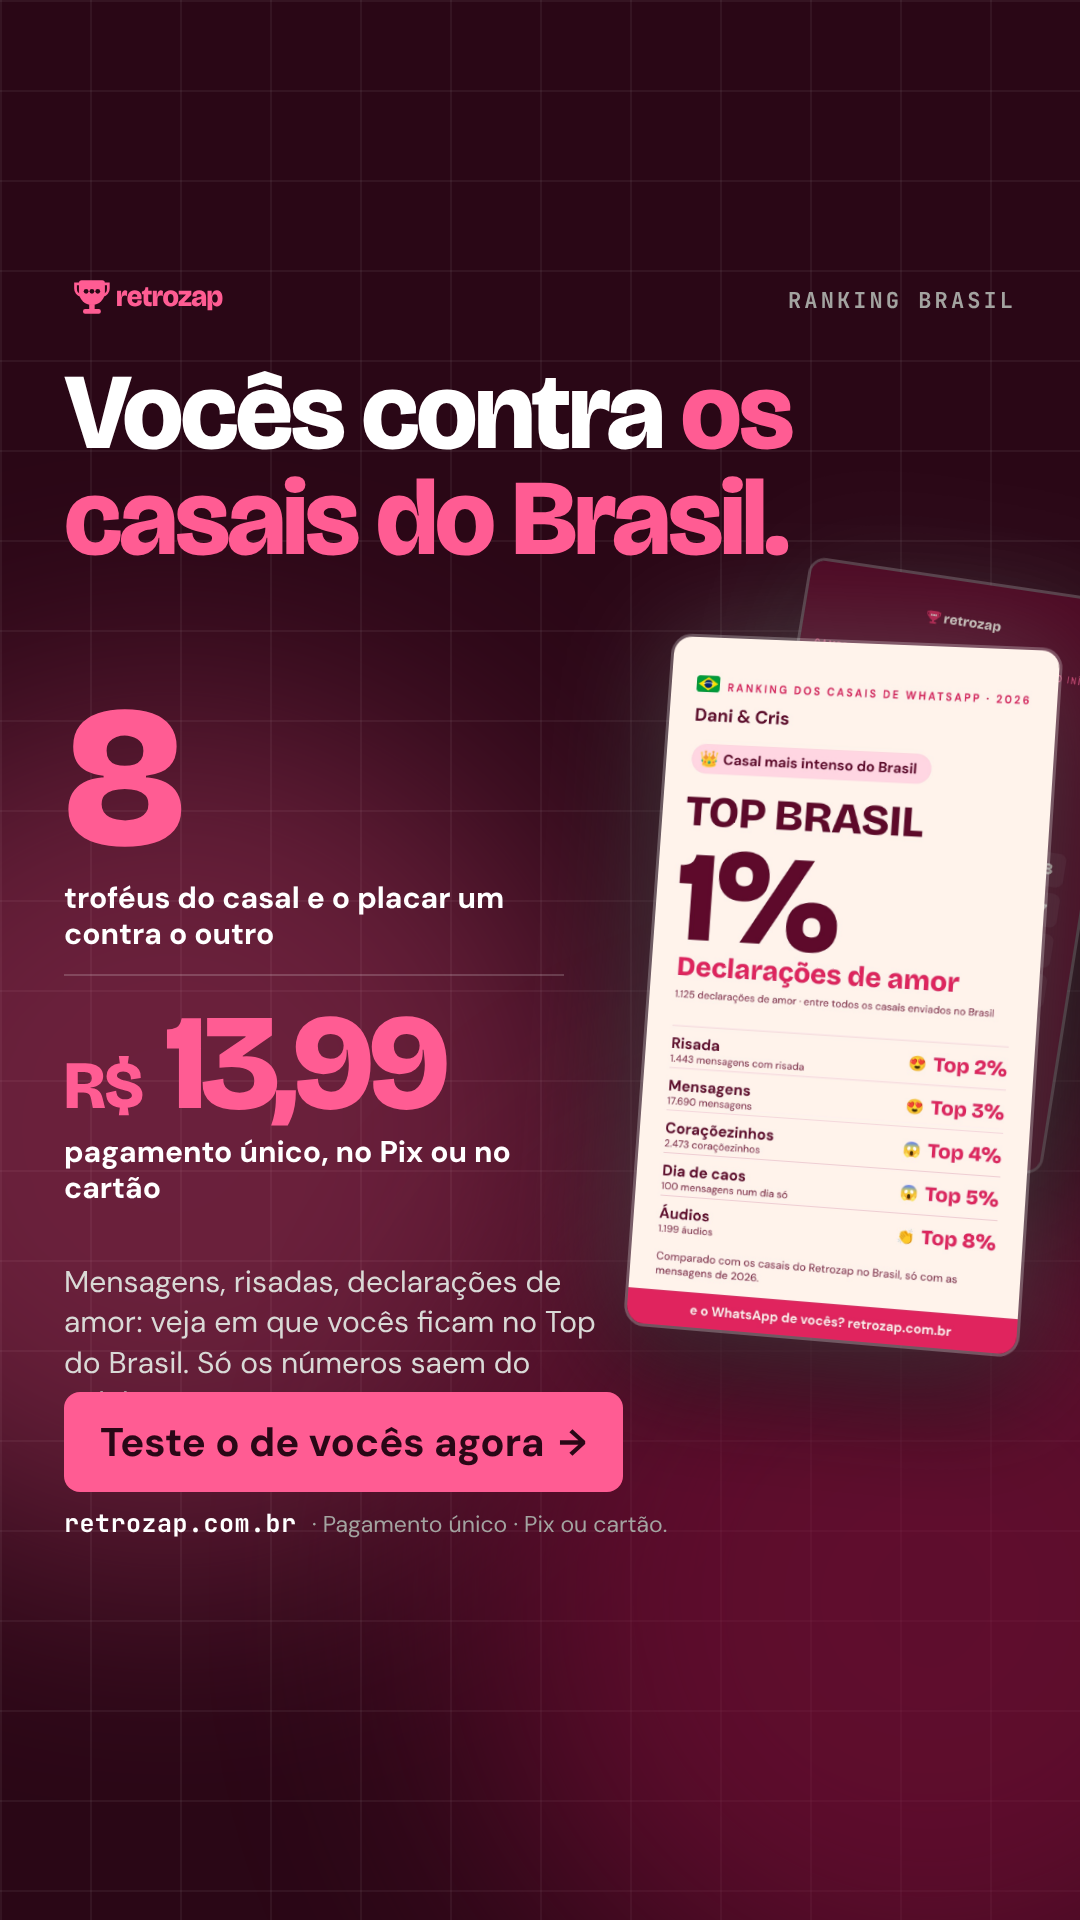 retrozap
RANKING BRASIL
Vocês contra os
casais do Brasil.
retrozap
🇧🇷 RANKING DOS CASAIS DE WHATSAPP · 2026
Dani & Cris
👑 Casal mais intenso do Brasil
TOP BRASIL
1%
Declarações de amor
1.125 declarações de amor · entre todos os casais enviados no Brasil
Risada
1.443 mensagens com risada
😍 Top 2%
Mensagens
17.690 mensagens
😍 Top 3%
Coraçõezinhos
2.473 coraçõezinhos
😱 Top 4%
Dia de caos
100 mensagens num dia só
😱 Top 5%
Áudios
1.199 áudios
👏 Top 8%
Comparado com os casais do Retrozap no Brasil, só com as
mensagens de 2026.
e o WhatsApp de vocês? retrozap.com.br
8
troféus do casal e o placar um
contra o outro
R$ 13,99
pagamento único, no Pix ou no
cartão
Mensagens, risadas, declarações de
amor: veja em que vocês ficam no Top
do Brasil. Só os números saem do
Teste o de vocês agora →
retrozap.com.br · Pagamento único · Pix ou cartão.